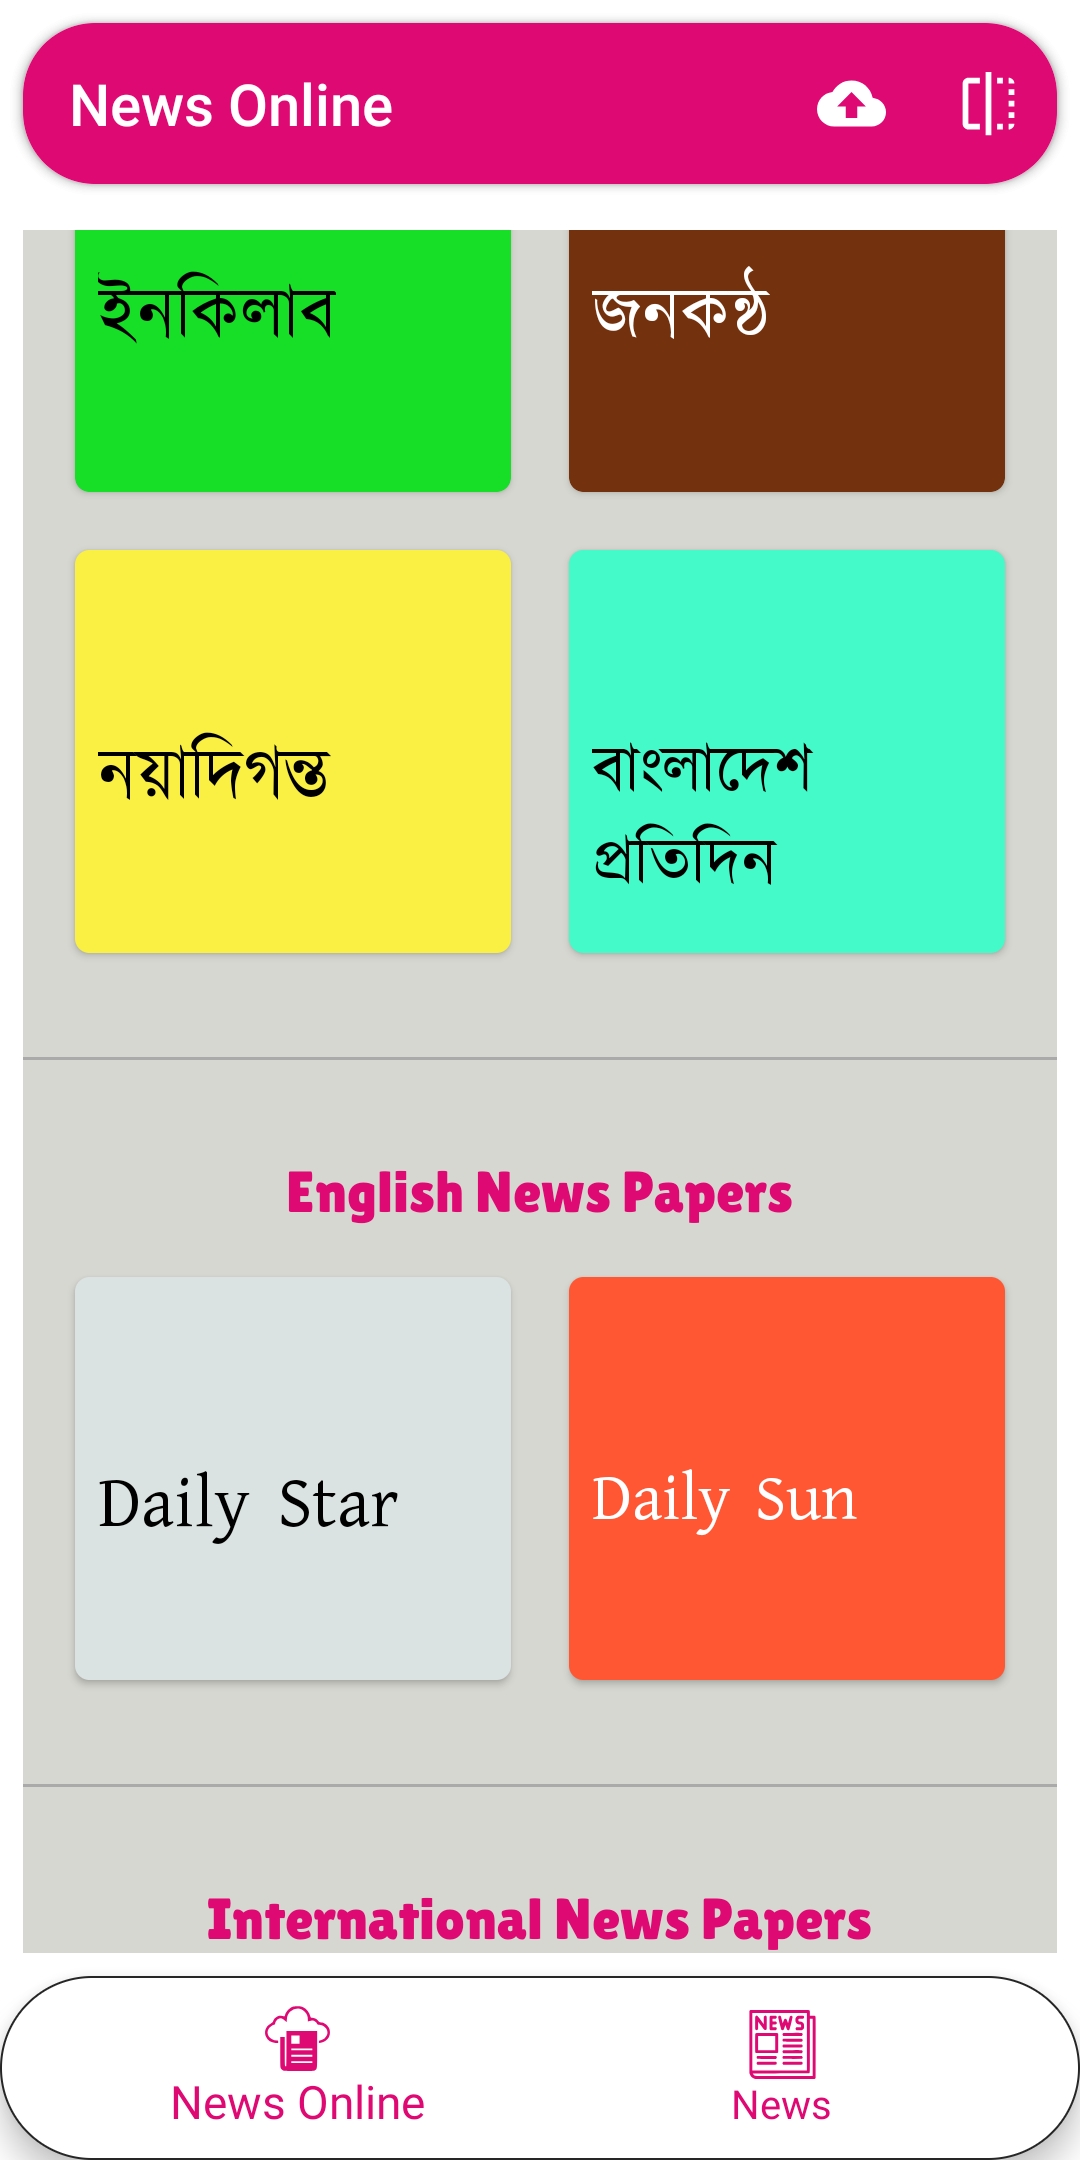 News Online
ইনকিলাব
জনকন্ঠ
নয়াদিগন্ত
বাংলাদেশ
প্রতিদিন
English News Papers
Daily Star
Daily Sun
International News Papers
NEWS
News Online
News